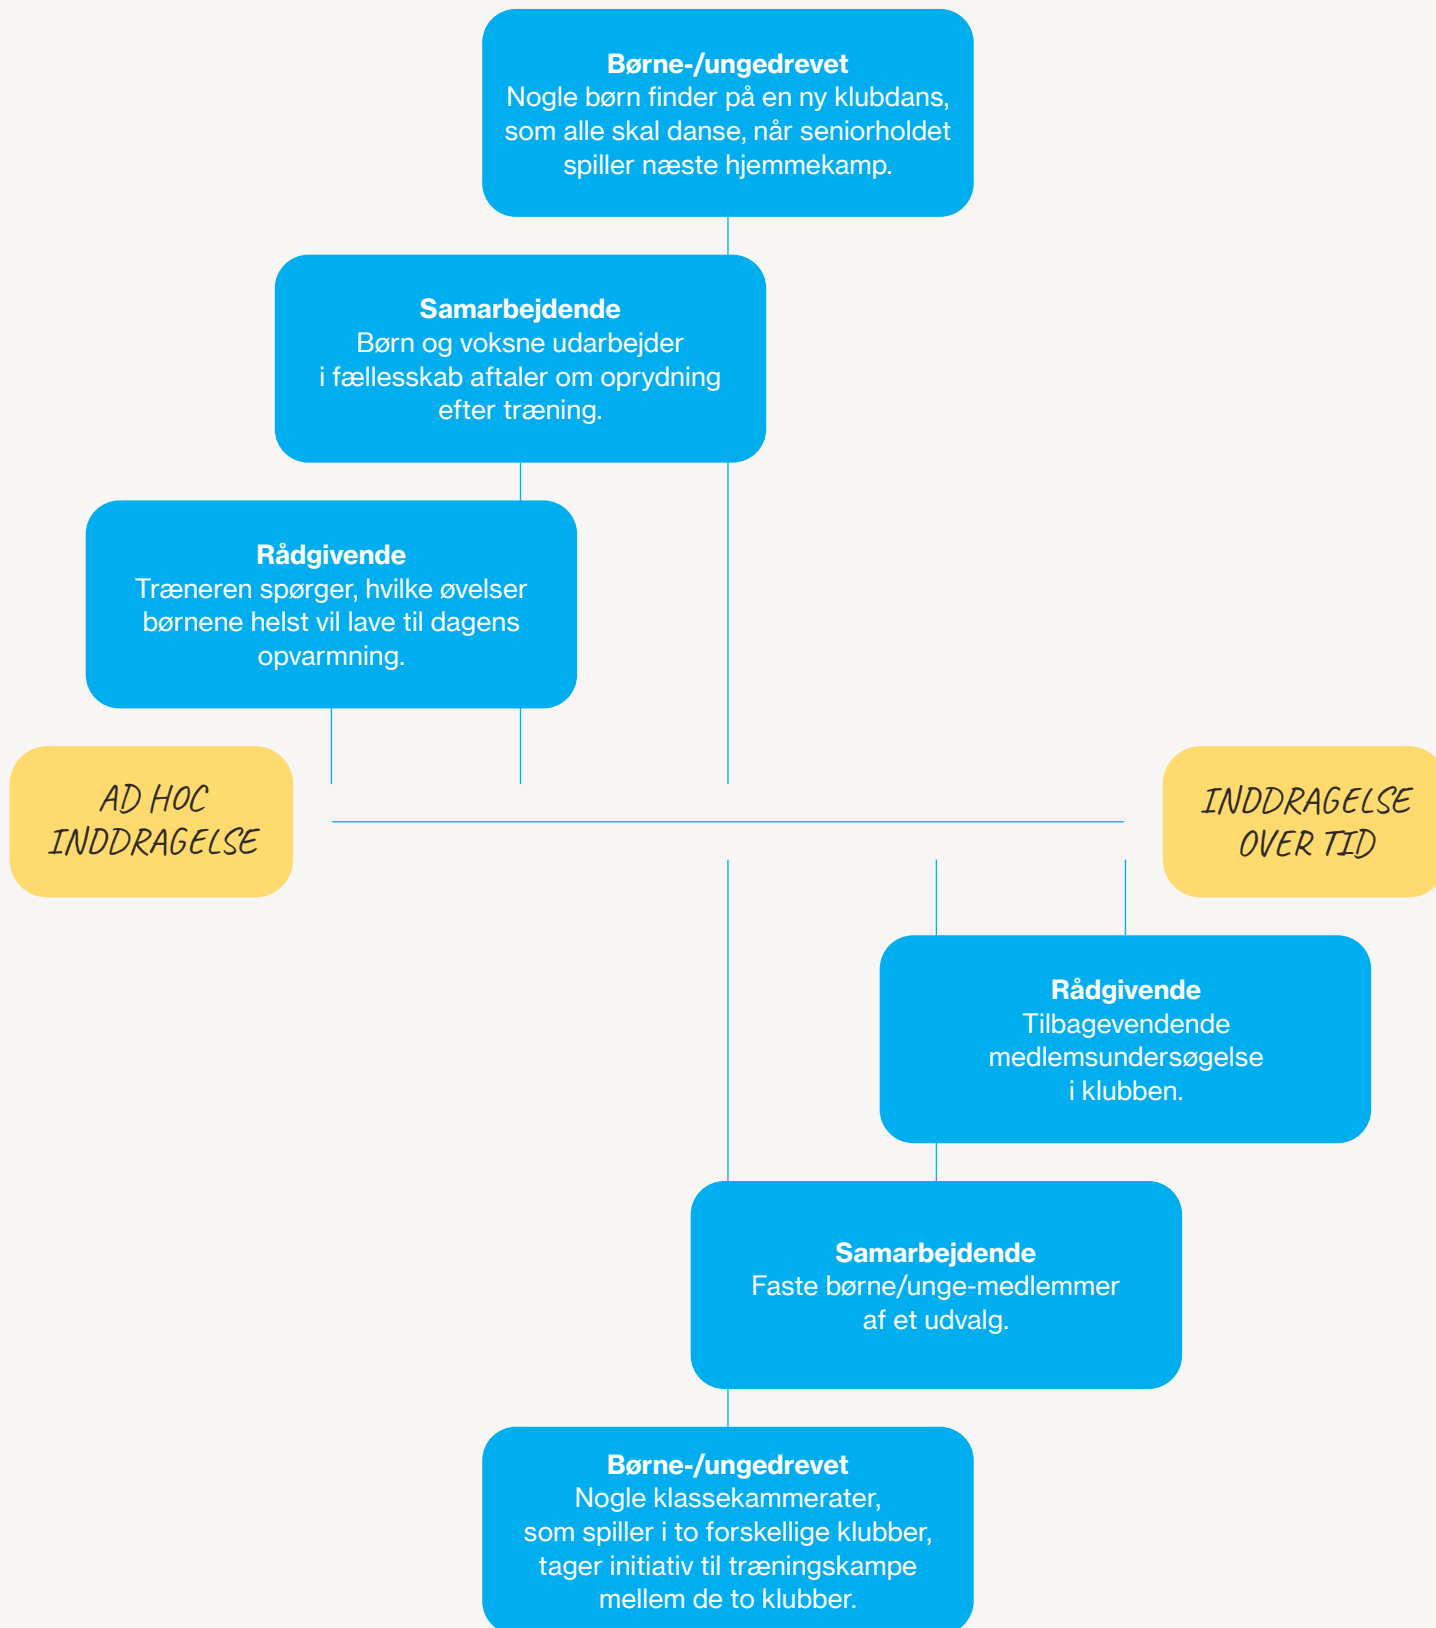 Børne-/ungedrevet
Nogle børn finder på en ny klubdans,
som alle skal danse, når seniorholdet
spiller næste hjemmekamp.
Samarbejdende
Børn og voksne udarbejder
i fællesskab aftaler om oprydning
efter træning.
Rådgivende
Træneren spørger, hvilke øvelser
børnene helst vil lave til dagens
opvarmning.
AD HOC
INDDRAGELSE
INDDRAGELSE
OVER TID
Rådgivende
Tilbagevendende
medlemsundersøgelse
i klubben.
Samarbejdende
Faste børne/unge-medlemmer
af et udvalg.
Børne-/ungedrevet
Nogle klassekammerater,
som spiller i to forskellige klubber,
tager initiativ til træningskampe
mellem de to klubber.